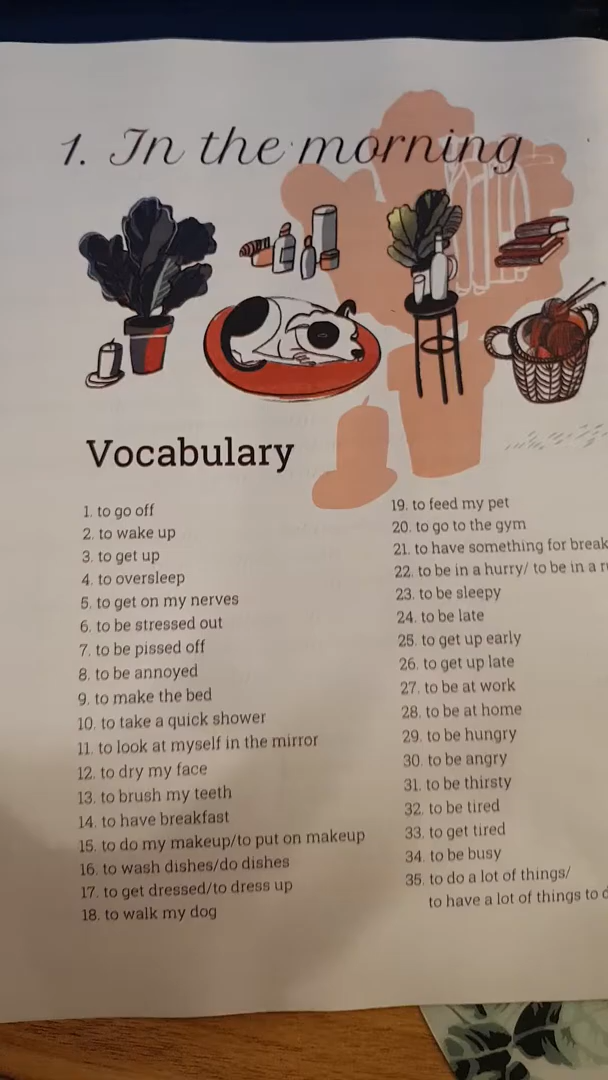 1. In the morning
Vocabulary
1. to go off
2. to wake up
3. to get up
4. to oversleep
5. to get on my nerves
6. to be stressed out
7. to be pissed off
8. to be annoyed
9. to make the bed
10. to take a quick shower
11. to look at myself in the mirror
12. to dry my face
13. to brush my teeth
14. to have breakfast
15. to do my makeup/to put on makeup
16. to wash dishes/do dishes
17. to get dressed/to dress up
18. to walk my dog
19. to feed my pet
20. to go to the gym
21. to have something for break
22. to be in a hurry/ to be in a
23. to be sleepy
24. to be late
25. to get up early
26. to get up late
27. to be at work
28. to be at home
29. to be hungry
30. to be angry
31. to be thirsty
32. to be tired
33. to get tired
34. to be busy
35. to do a lot of things/
to have a lot of things to